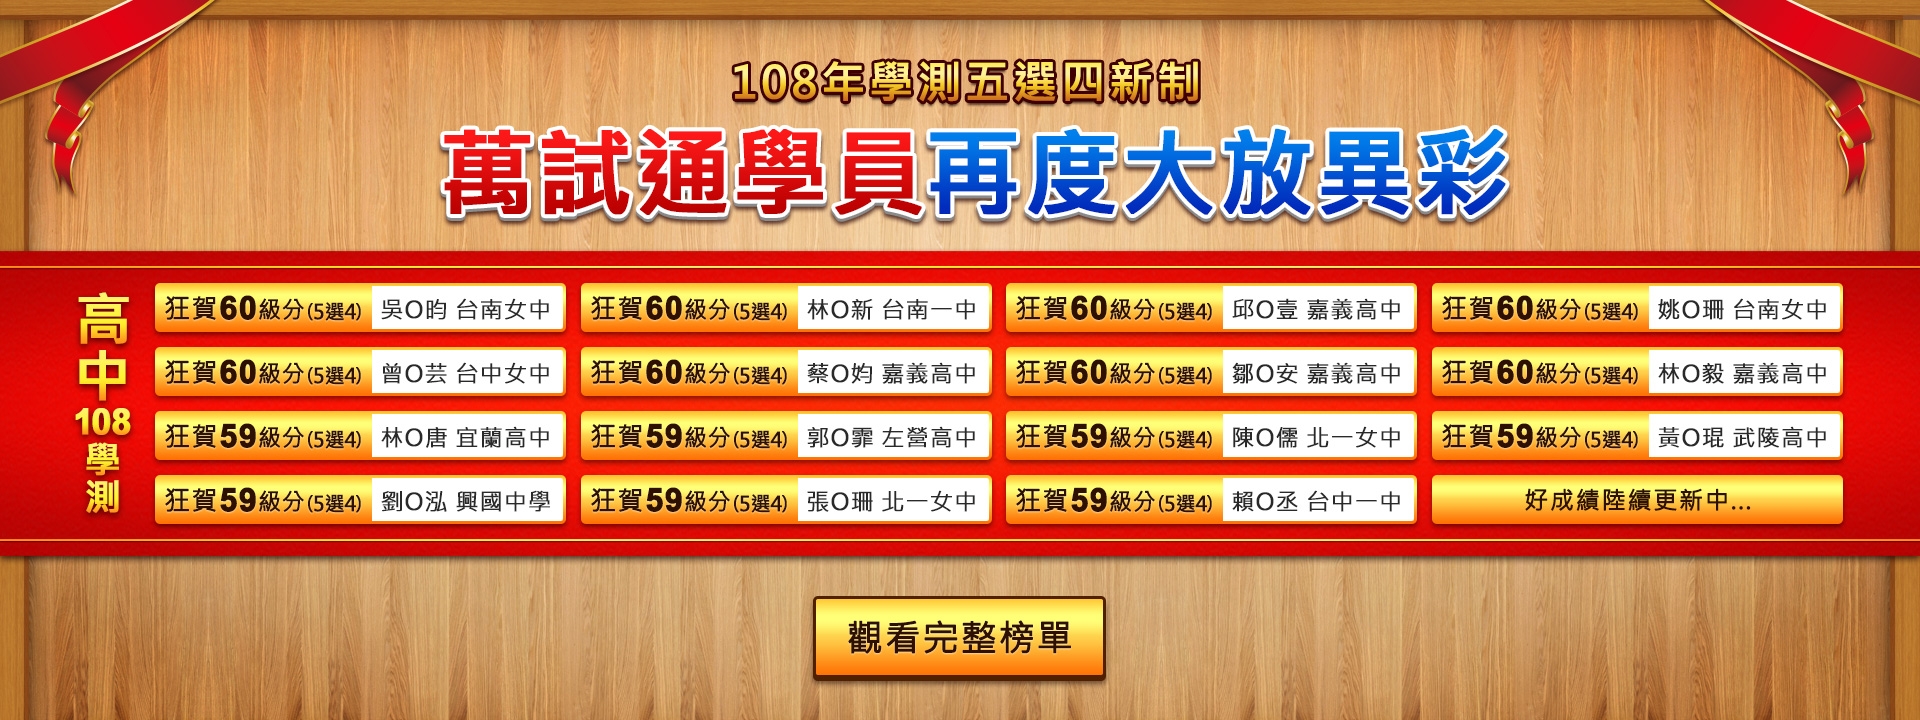 108年學測五選四新制
萬試通學員再度大放異彩
高中108學測
狂賀60級分(5選4) 吳O昀 台南女中
狂賀60級分(5選4) 林O新 台南一中
狂賀60級分(5選4) 邱O壹 嘉義高中
狂賀60級分(5選4) 姚O珊 台南女中
狂賀60級分(5選4) 曾O芸 台中女中
狂賀60級分(5選4) 蔡O妁 嘉義高中
狂賀60級分(5選4) 鄒O安 嘉義高中
狂賀60級分(5選4) 林O毅 嘉義高中
狂賀59級分(5選4) 林O唐 宜蘭高中
狂賀59級分(5選4) 郭O霏 左營高中
狂賀59級分(5選4) 陳O儒 北一女中
狂賀59級分(5選4) 黃O琨 武陵高中
狂賀59級分(5選4) 劉O泓 興國中學
狂賀59級分(5選4) 張O珊 北一女中
狂賀59級分(5選4) 賴O丞 台中一中
好成績陸續更新中...
觀看完整榜單